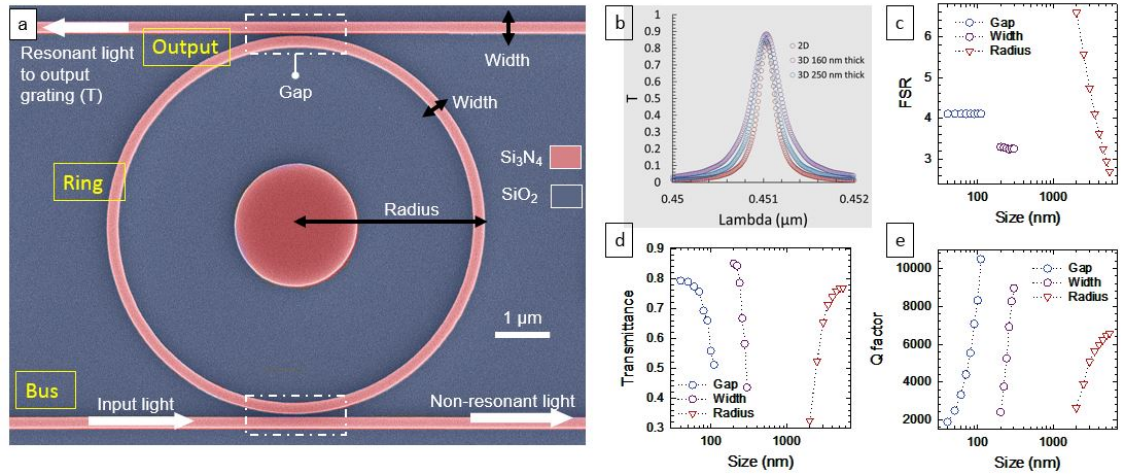 a
Resonant light
to output
grating (T)
Output
Gap
Width
Width
Ring
Si3N4
SiO2
Radius
1 µm
Bus
Input light
Non-resonant light
b
T
1
0.9
0.8
0.7
0.6
0.5
0.4
0.3
0.2
0.1
0
2D
3D 160 nm thick
3D 250 nm thick
0.45
0.451
0.452
Lambda (µm)
c
FSR
6
5
4
3
Gap
Width
Radius
100
1000
Size (nm)
d
Transmittance
0.9
0.8
0.7
0.6
0.5
0.4
0.3
Gap
Width
Radius
100
1000
Size (nm)
e
Q factor
10000
8000
6000
4000
2000
Gap
Width
Radius
100
1000
Size (nm)